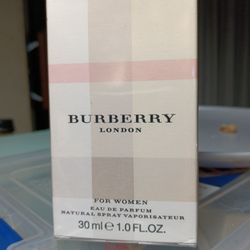 BURBERRY
LONDON
FOR WOMEN
EAU DE PARFUM
NATURAL SPRAY VAPORISATEUR
30 ml ℮ 1.0 FL.OZ.